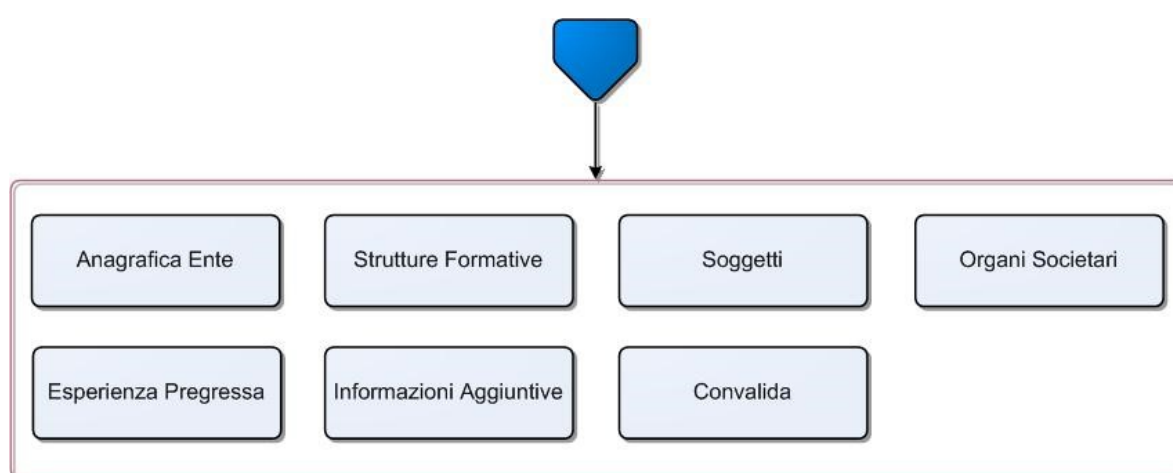 Anagrafica Ente
Strutture Formative
Soggetti
Organi Societari
Esperienza Pregressa
Informazioni Aggiuntive
Convalida